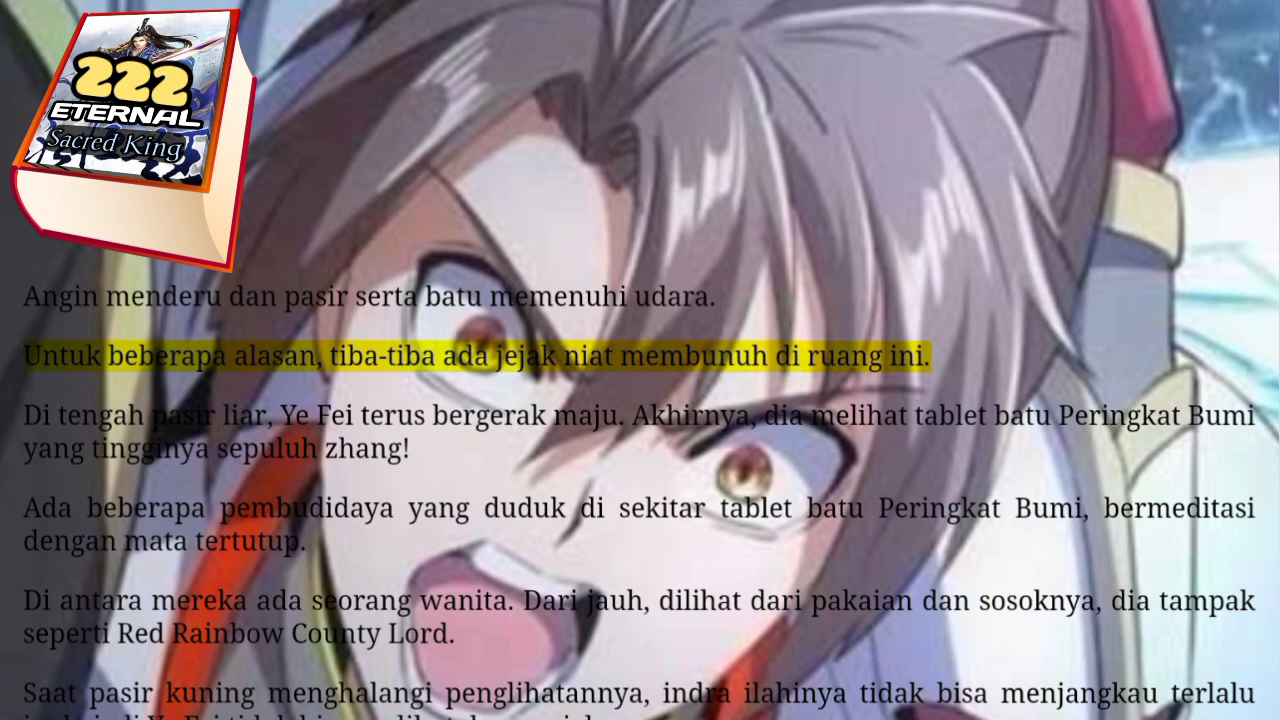 222
ETERNAL
Sacred King
Angin menderu dan pasir serta batu memenuhi udara.
Untuk beberapa alasan, tiba-tiba ada jejak niat membunuh di ruang ini.
Di tengah pasir liar, Ye Fei terus bergerak maju. Akhirnya, dia melihat tablet batu Peringkat Bumi
yang tingginya sepuluh zhang!
Ada beberapa pembudidaya yang duduk di sekitar tablet batu Peringkat Bumi, bermeditasi
dengan mata tertutup.
Di antara mereka ada seorang wanita. Dari jauh, dilihat dari pakaian dan sosoknya, dia tampak
seperti Red Rainbow County Lord.
Saat pasir kuning menghalangi penglihatannya, indra ilahinya tidak bisa menjangkau terlalu